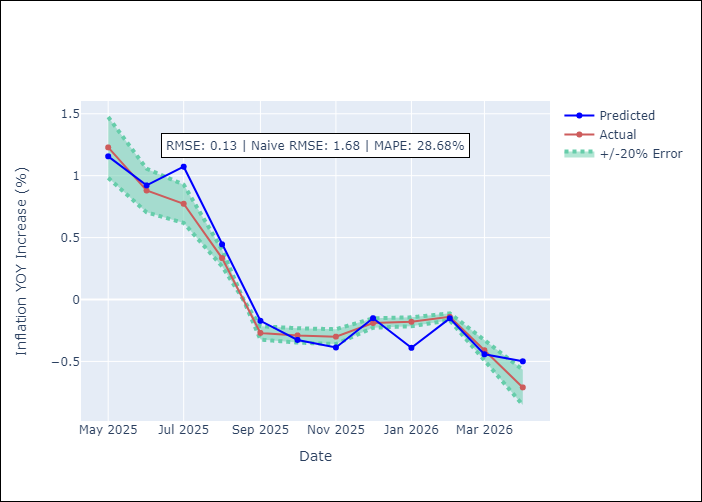 RMSE: 0.13 | Naive RMSE: 1.68 | MAPE: 28.68%
Predicted
Actual
+/-20% Error
Inflation YOY Increase (%)
1.5
1
0.5
0
−0.5
May 2025
Jul 2025
Sep 2025
Nov 2025
Jan 2026
Mar 2026
Date